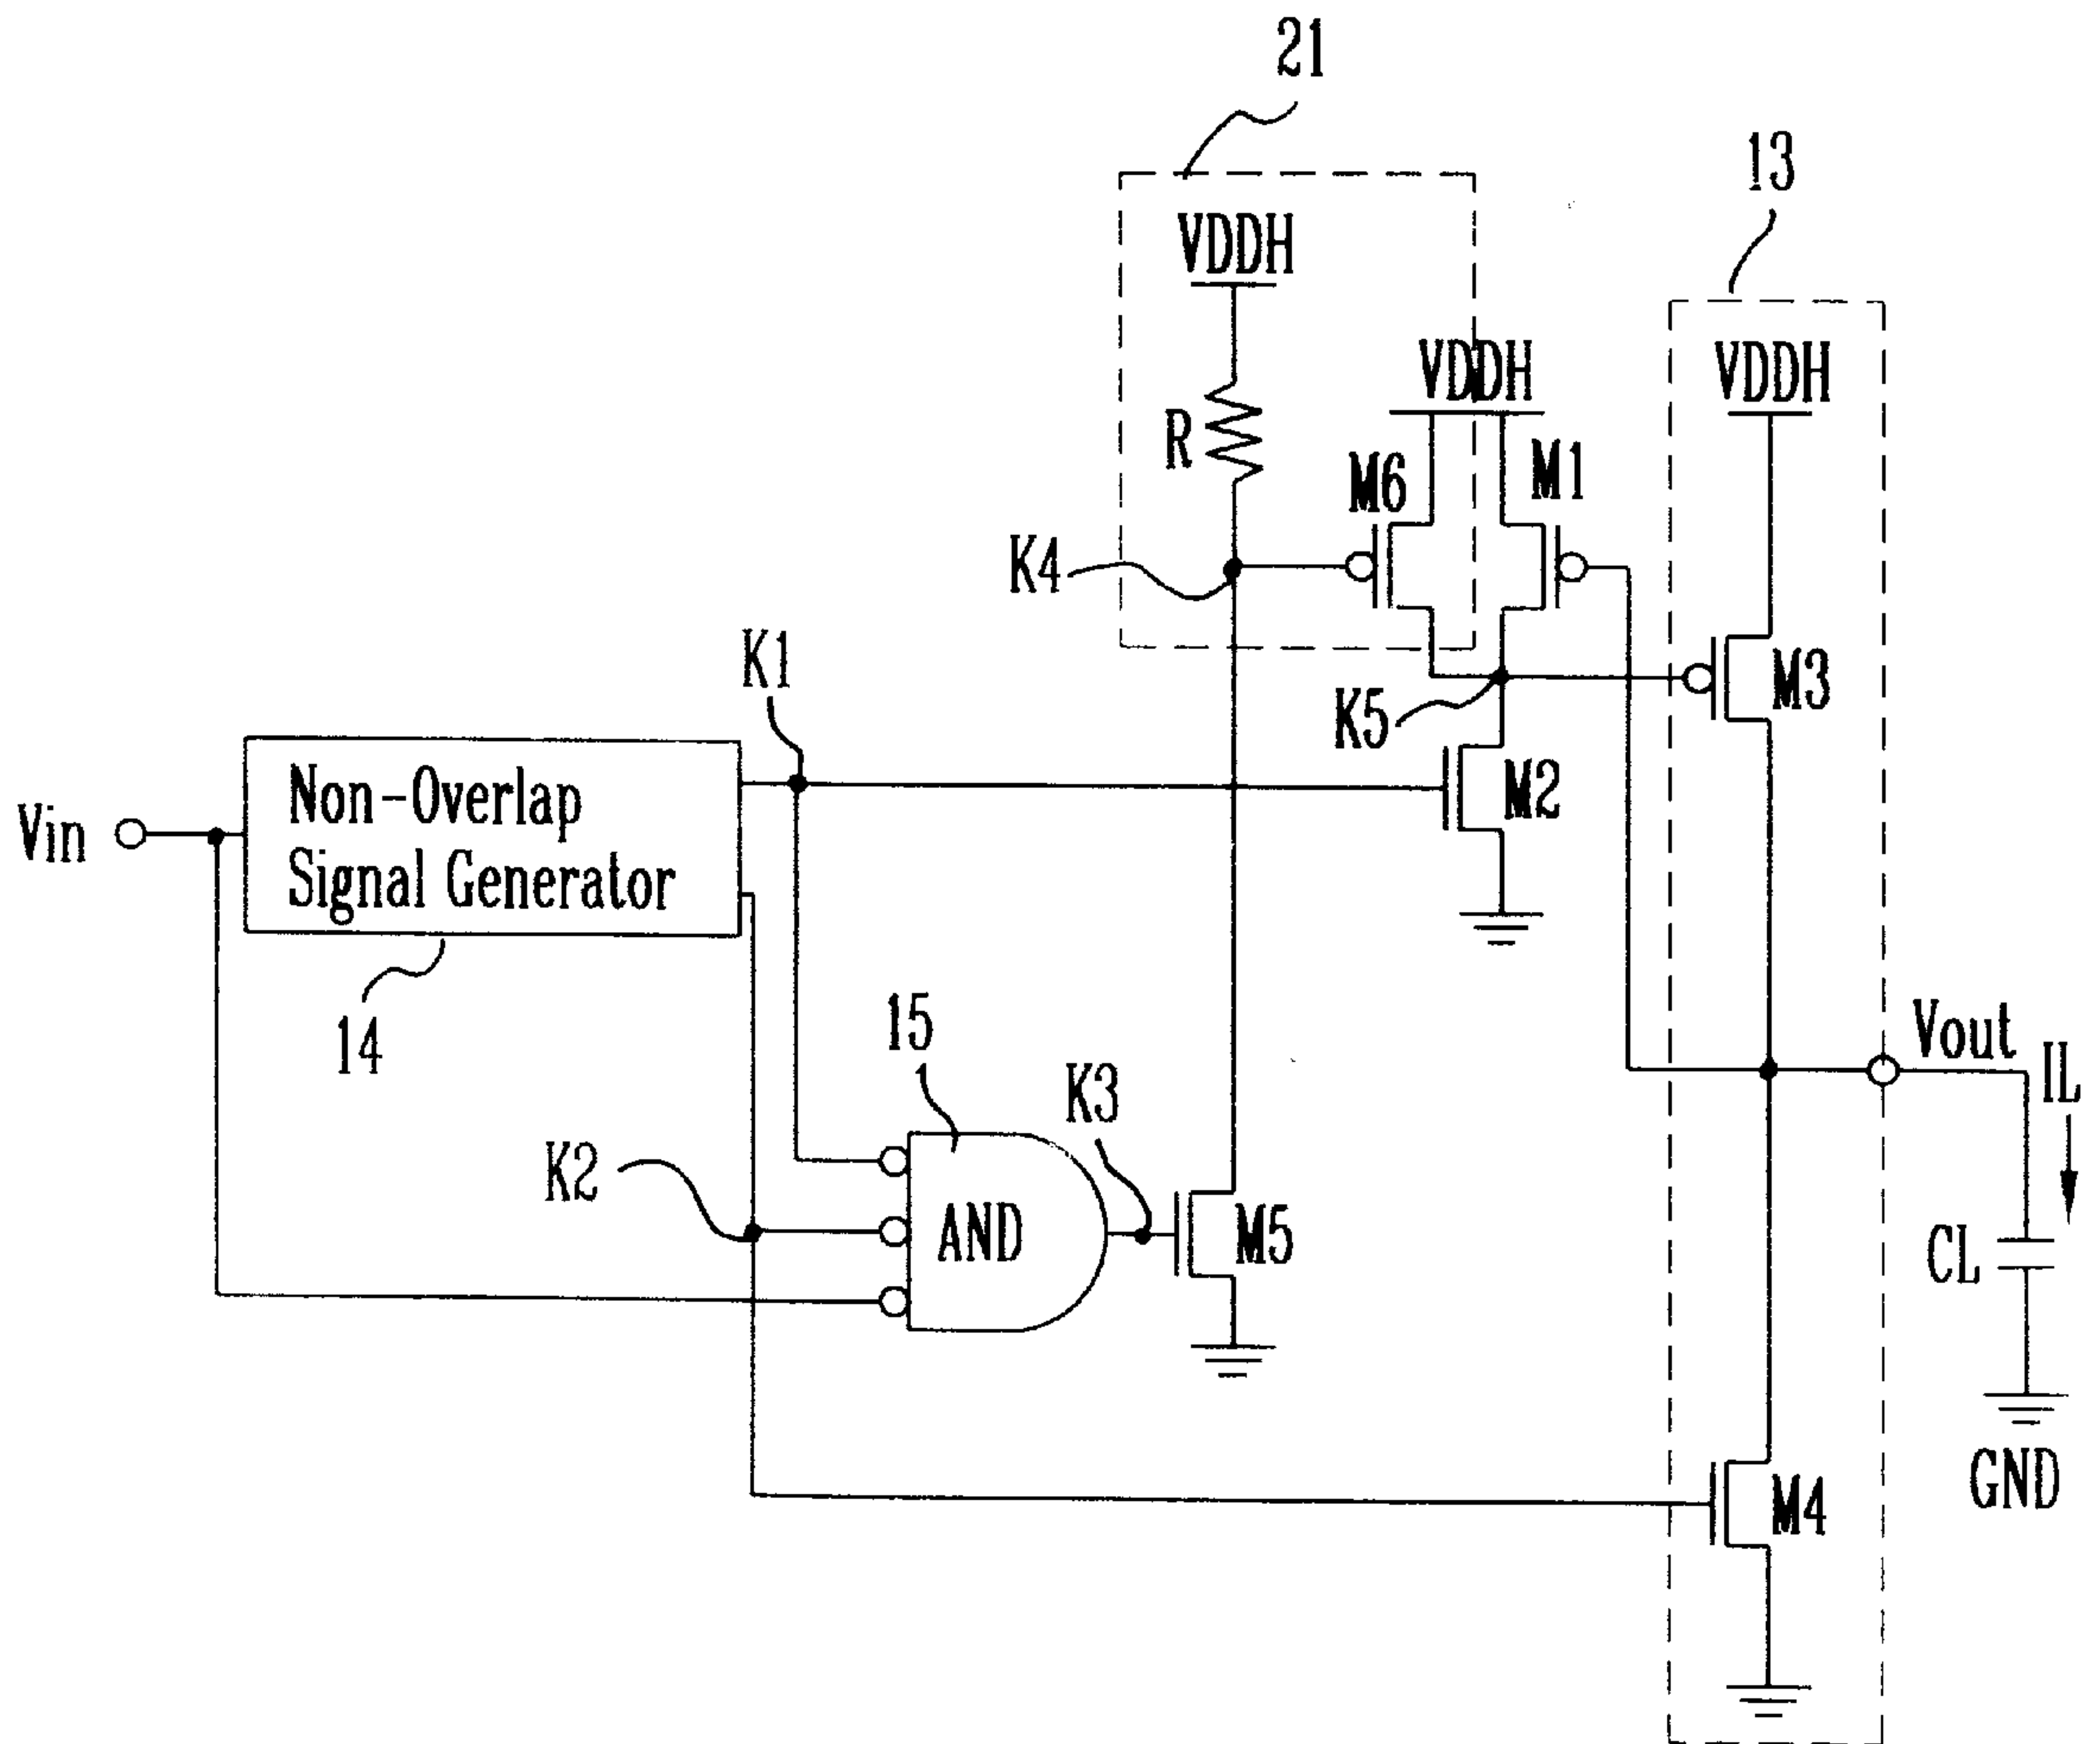 21
13
VDDH
VDDH
VDDH
R
M6
M1
K4
K1
M3
K5
Non-Overlap
Signal Generator
M2
Vin
14
15
K3
Vout
IL
K2
AND
M5
CL
GND
M4